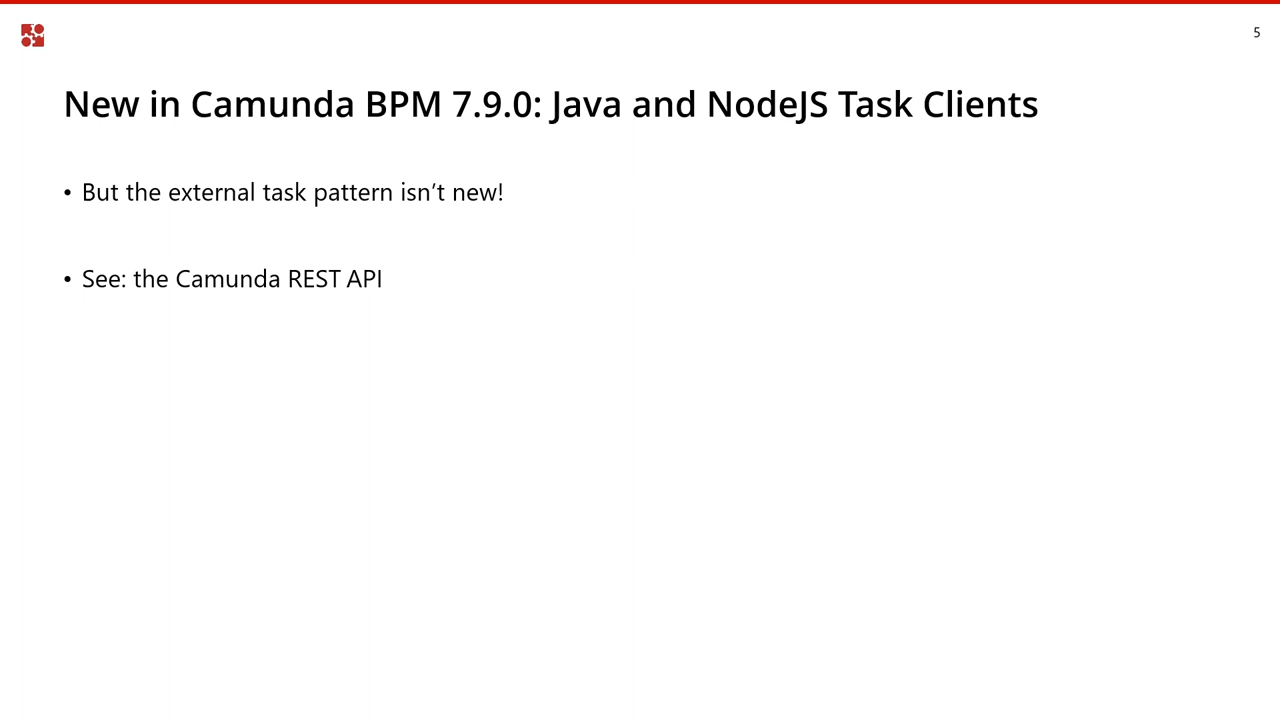 5
New in Camunda BPM 7.9.0: Java and NodeJS Task Clients
• But the external task pattern isn’t new!
• See: the Camunda REST API